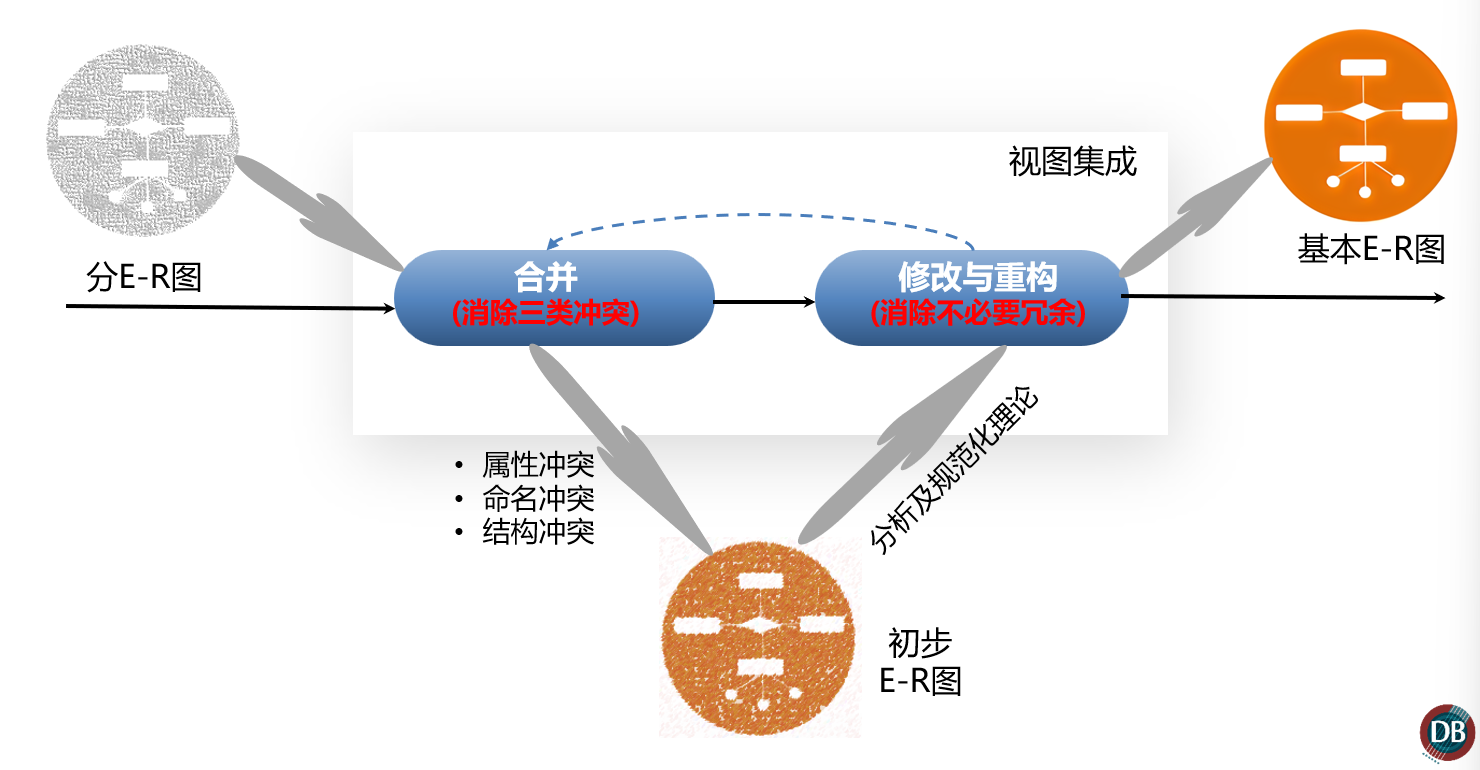 视图集成
分E-R图
合并
(消除三类冲突)
修改与重构
(消除不必要冗余)
基本E-R图
• 属性冲突
• 命名冲突
• 结构冲突
分析及规范化理论
初步
E-R图
DB